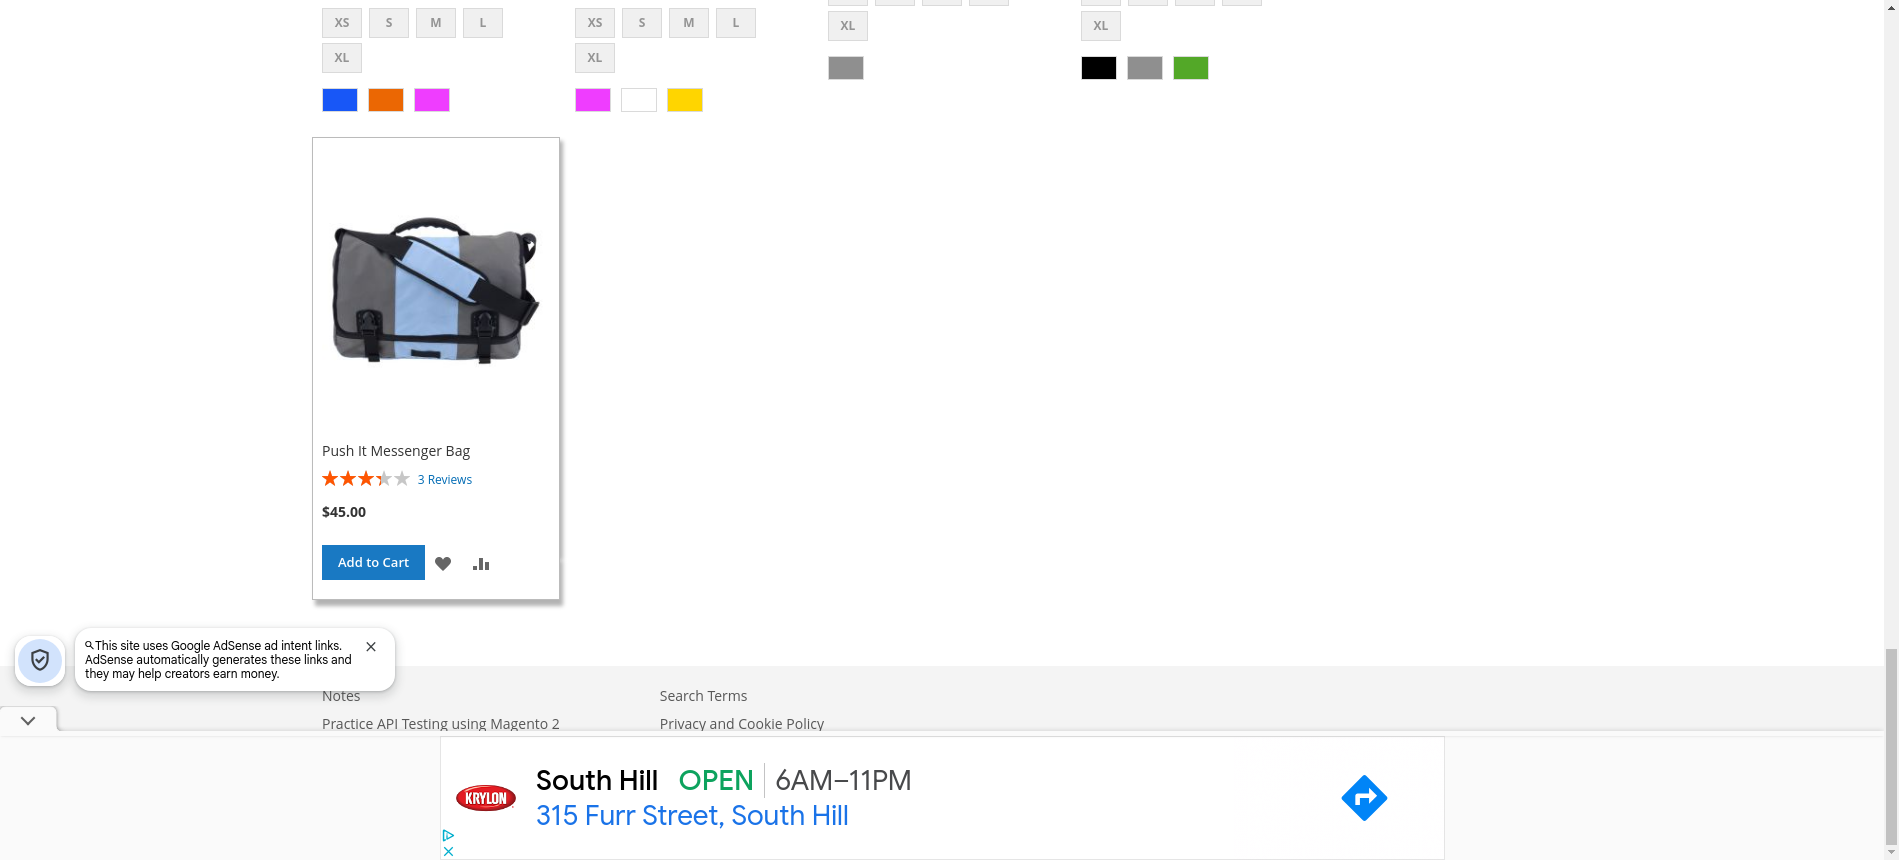 XS S M L
XL
XS S M L
XL
XL
XL
Push It Messenger Bag
3 Reviews
$45.00
Add to Cart
This site uses Google AdSense ad intent links.
AdSense automatically generates these links and
they may help creators earn money.
Notes
Practice API Testing using Magento 2
Search Terms
Privacy and Cookie Policy
KRYLON
South Hill OPEN 6AM–11PM
315 Furr Street, South Hill